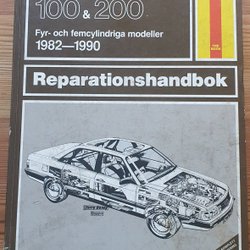 100 & 200
Fyr- och femcylindriga modeller
1982—1990
Reparationshandbok